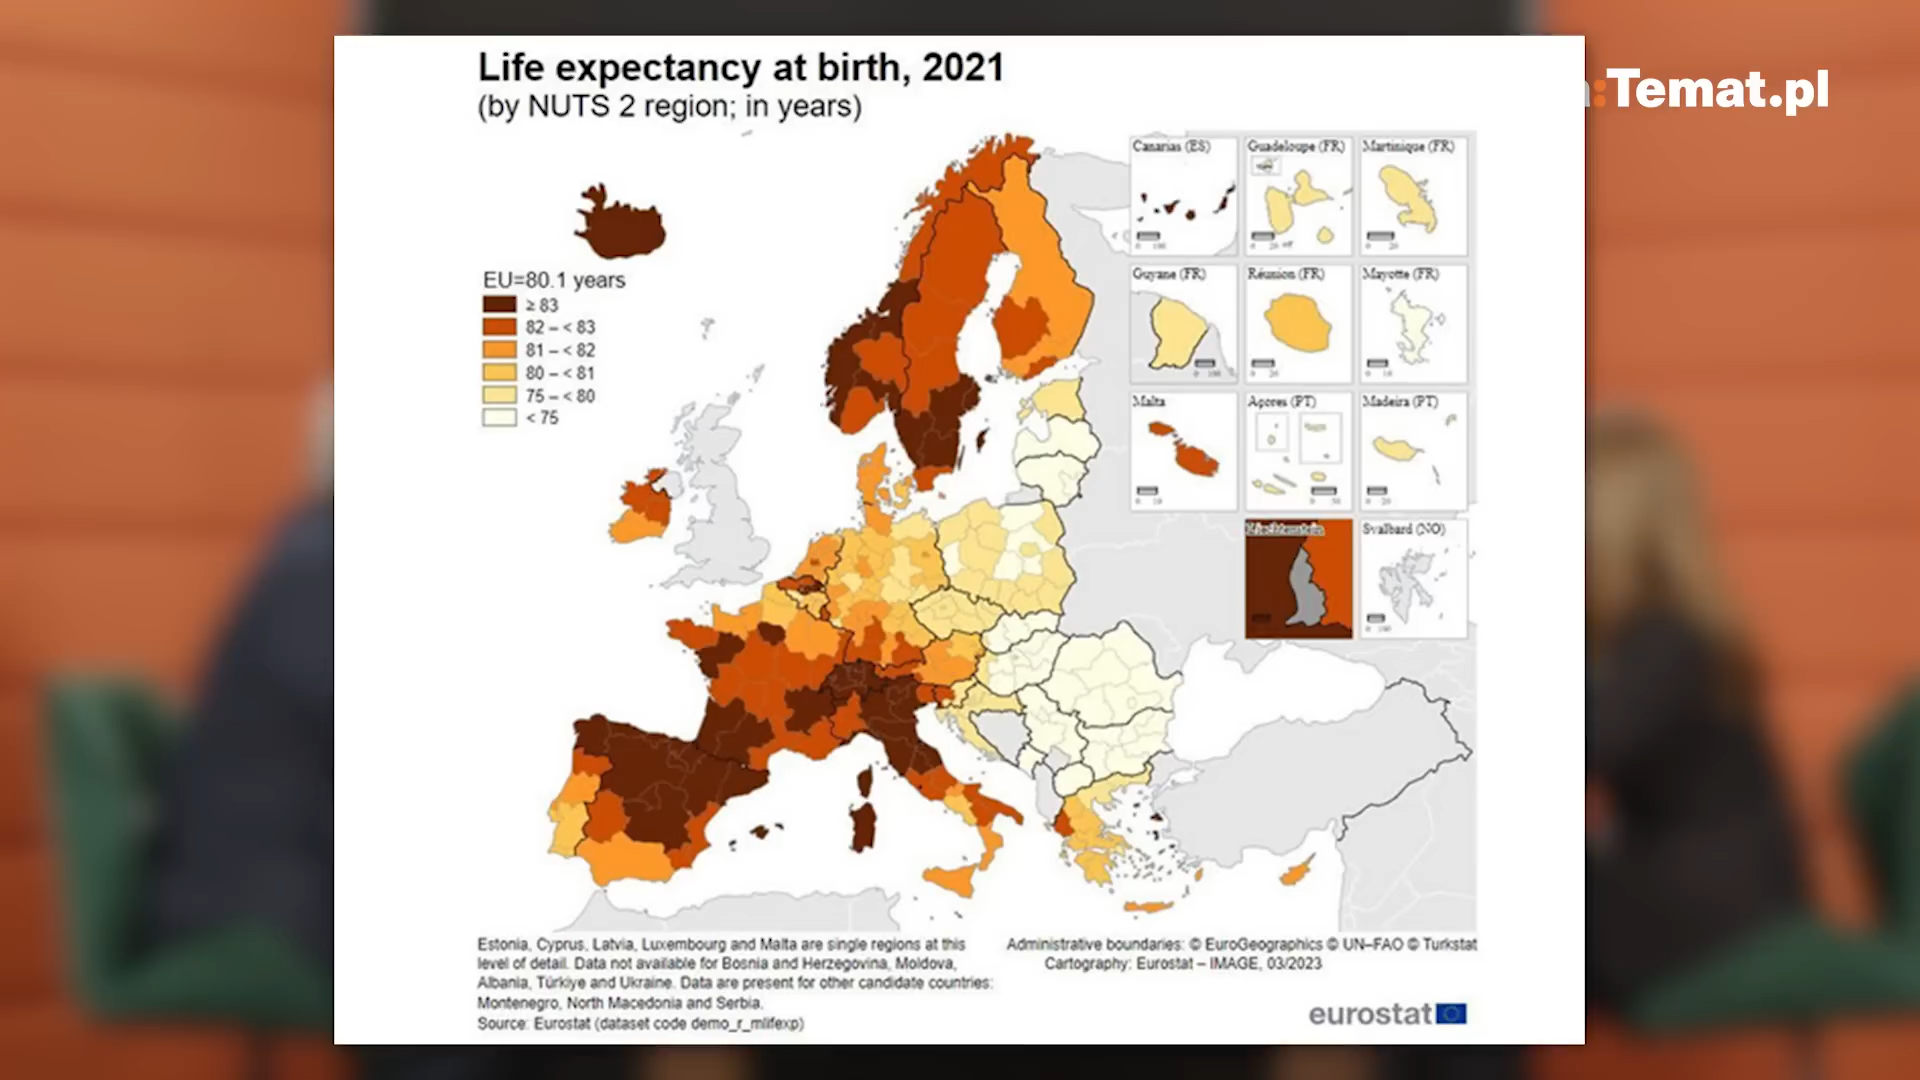 Life expectancy at birth, 2021
(by NUTS 2 region; in years)
:Temat.pl
Canarias (ES)
Guadeloupe (FR)
Martinique (FR)
Guyane (FR)
Réunion (FR)
Mayotte (FR)
Malta
Açores (PT)
Madeira (PT)
Liechtenstein
Svalbard (NO)
EU=80.1 years
≥ 83
82 – < 83
81 – < 82
80 – < 81
75 – < 80
< 75
Estonia, Cyprus, Latvia, Luxembourg and Malta are single regions at this
level of detail. Data not available for Bosnia and Herzegovina, Moldova,
Albania, Türkiye and Ukraine. Data are present for other candidate countries:
Montenegro, North Macedonia and Serbia.
Source: Eurostat (dataset code demo_r_mlifexp)
Administrative boundaries: © EuroGeographics © UN–FAO © Turkstat
Cartography: Eurostat – IMAGE, 03/2023
eurostat